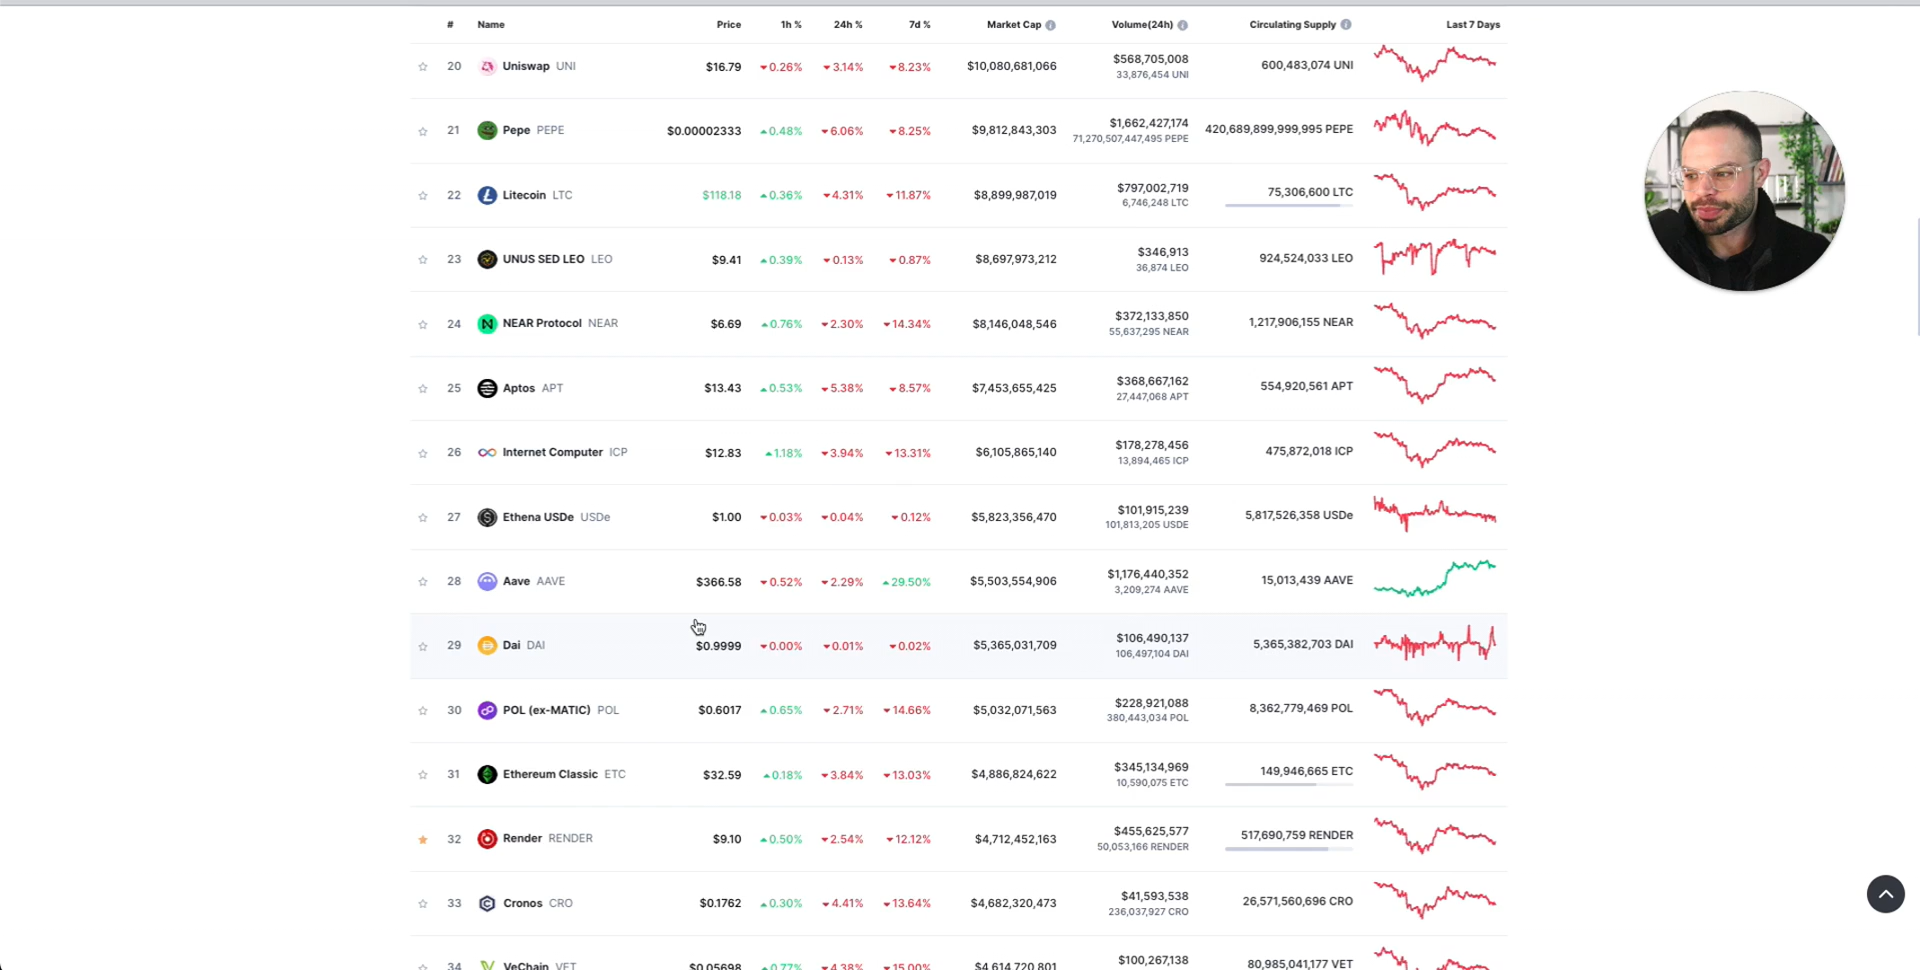 # Name Price 1h % 24h % 7d % Market Cap Volume(24h) Circulating Supply Last 7 Days
20 Uniswap UNI $16.79 0.26% 3.14% 8.23% $10,080,681,066 $568,705,008 600,483,074 UNI
33,876,454 UNI
21 Pepe PEPE $0.00002333 0.48% 6.06% 8.25% $9,812,843,303 $1,662,427,174 420,689,899,999,995 PEPE
71,270,507,447,495 PEPE
22 Litecoin LTC $118.18 0.36% 4.31% 11.87% $8,899,987,019 $797,002,719 75,306,600 LTC
6,746,248 LTC
23 UNUS SED LEO LEO $9.41 0.39% 0.13% 0.87% $8,697,973,212 $346,913 924,524,033 LEO
36,874 LEO
24 NEAR Protocol NEAR $6.69 0.76% 2.30% 14.34% $8,146,048,546 $372,133,850 1,217,906,155 NEAR
55,637,295 NEAR
25 Aptos APT $13.43 0.53% 5.38% 8.57% $7,453,655,425 $368,667,162 554,920,561 APT
27,447,068 APT
26 Internet Computer ICP $12.83 1.18% 3.94% 13.31% $6,105,865,140 $178,278,456 475,872,018 ICP
13,894,465 ICP
27 Ethena USDe USDe $1.00 0.03% 0.04% 0.12% $5,823,356,470 $101,915,239 5,817,526,358 USDe
101,813,205 USDE
28 Aave AAVE $366.58 0.52% 2.29% 29.50% $5,503,554,906 $1,176,440,352 15,013,439 AAVE
3,209,274 AAVE
29 Dai DAI $0.9999 0.00% 0.01% 0.02% $5,365,031,709 $106,490,137 5,365,382,703 DAI
106,497,104 DAI
30 POL (ex-MATIC) POL $0.6017 0.65% 2.71% 14.66% $5,032,071,563 $228,921,088 8,362,779,469 POL
380,443,034 POL
31 Ethereum Classic ETC $32.59 0.18% 3.84% 13.03% $4,886,824,622 $345,134,969 149,946,665 ETC
10,590,075 ETC
32 Render RENDER $9.10 0.50% 2.54% 12.12% $4,712,452,163 $455,625,577 517,690,759 RENDER
50,053,166 RENDER
33 Cronos CRO $0.1762 0.30% 4.41% 13.64% $4,682,320,473 $41,593,538 26,571,560,696 CRO
236,037,927 CRO
34 VeChain VET $0.05698 0.77% 4.38% 15.00% $4,614,720,801 $100,267,138 80,985,041,177 VET